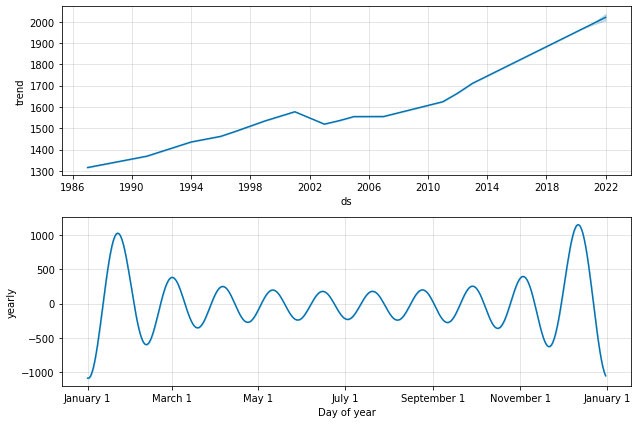 2000
1900
1800
1700
1600
1500
1400
1300
trend
1986 1990 1994 1998 2002 2006 2010 2014 2018 2022
ds
1000
500
0
−500
−1000
yearly
January 1 March 1 May 1 July 1 September 1 November 1 January 1
Day of year